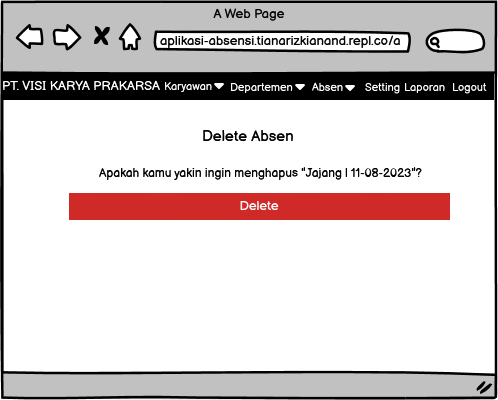 A Web Page
aplikasi-absensi.tianarizkianand.repl.co/a
PT. VISI KARYA PRAKARSA Karyawan Departemen Absen Setting Laporan Logout
Delete Absen
Apakah kamu yakin ingin menghapus "Jajang | 11-08-2023"?
Delete